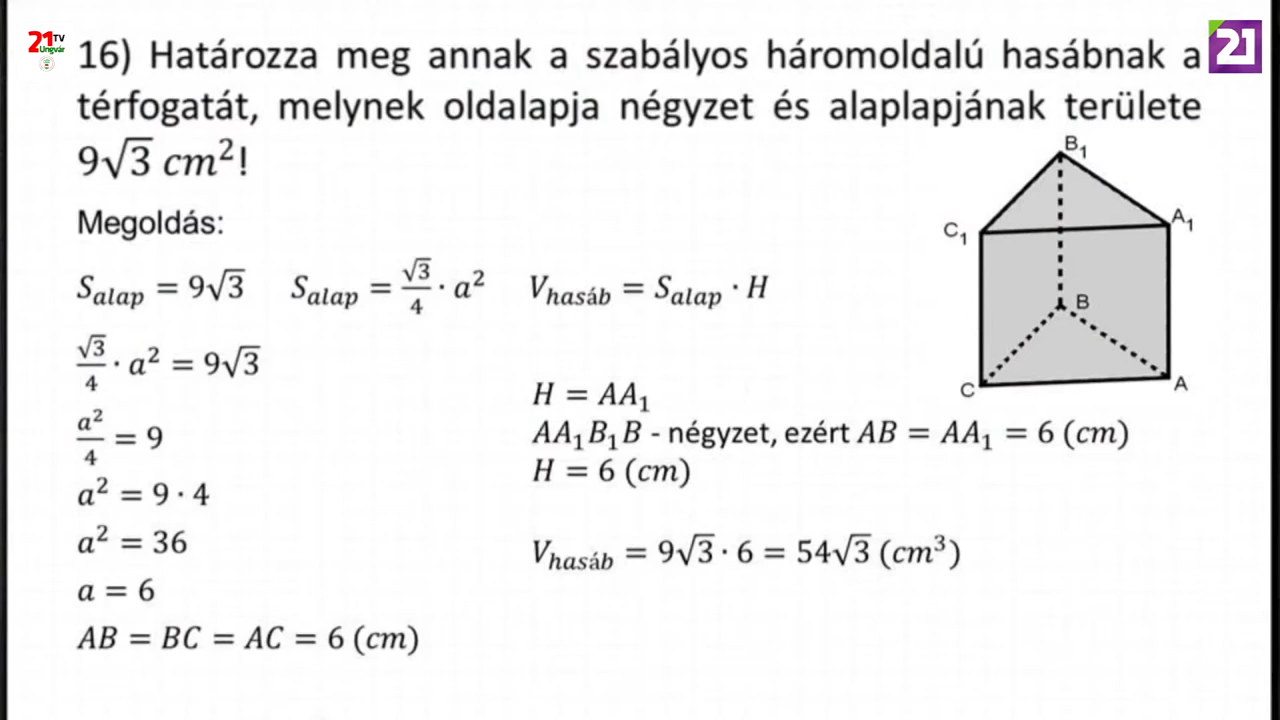 21 TV
Ungvár
21
16) Határozza meg annak a szabályos háromoldalú hasábnak a
térfogatát, melynek oldalapja négyzet és alaplapjának területe
9√3 cm²!
Megoldás:
S_alap = 9√3 S_alap = √3/4 · a² V_hasáb = S_alap · H
√3/4 · a² = 9√3
a²/4 = 9
a² = 9 · 4
a² = 36
a = 6
AB = BC = AC = 6 (cm)
H = AA₁
AA₁B₁B - négyzet, ezért AB = AA₁ = 6 (cm)
H = 6 (cm)
V_hasáb = 9√3 · 6 = 54√3 (cm³)
B₁
A₁
C₁
B
C
A